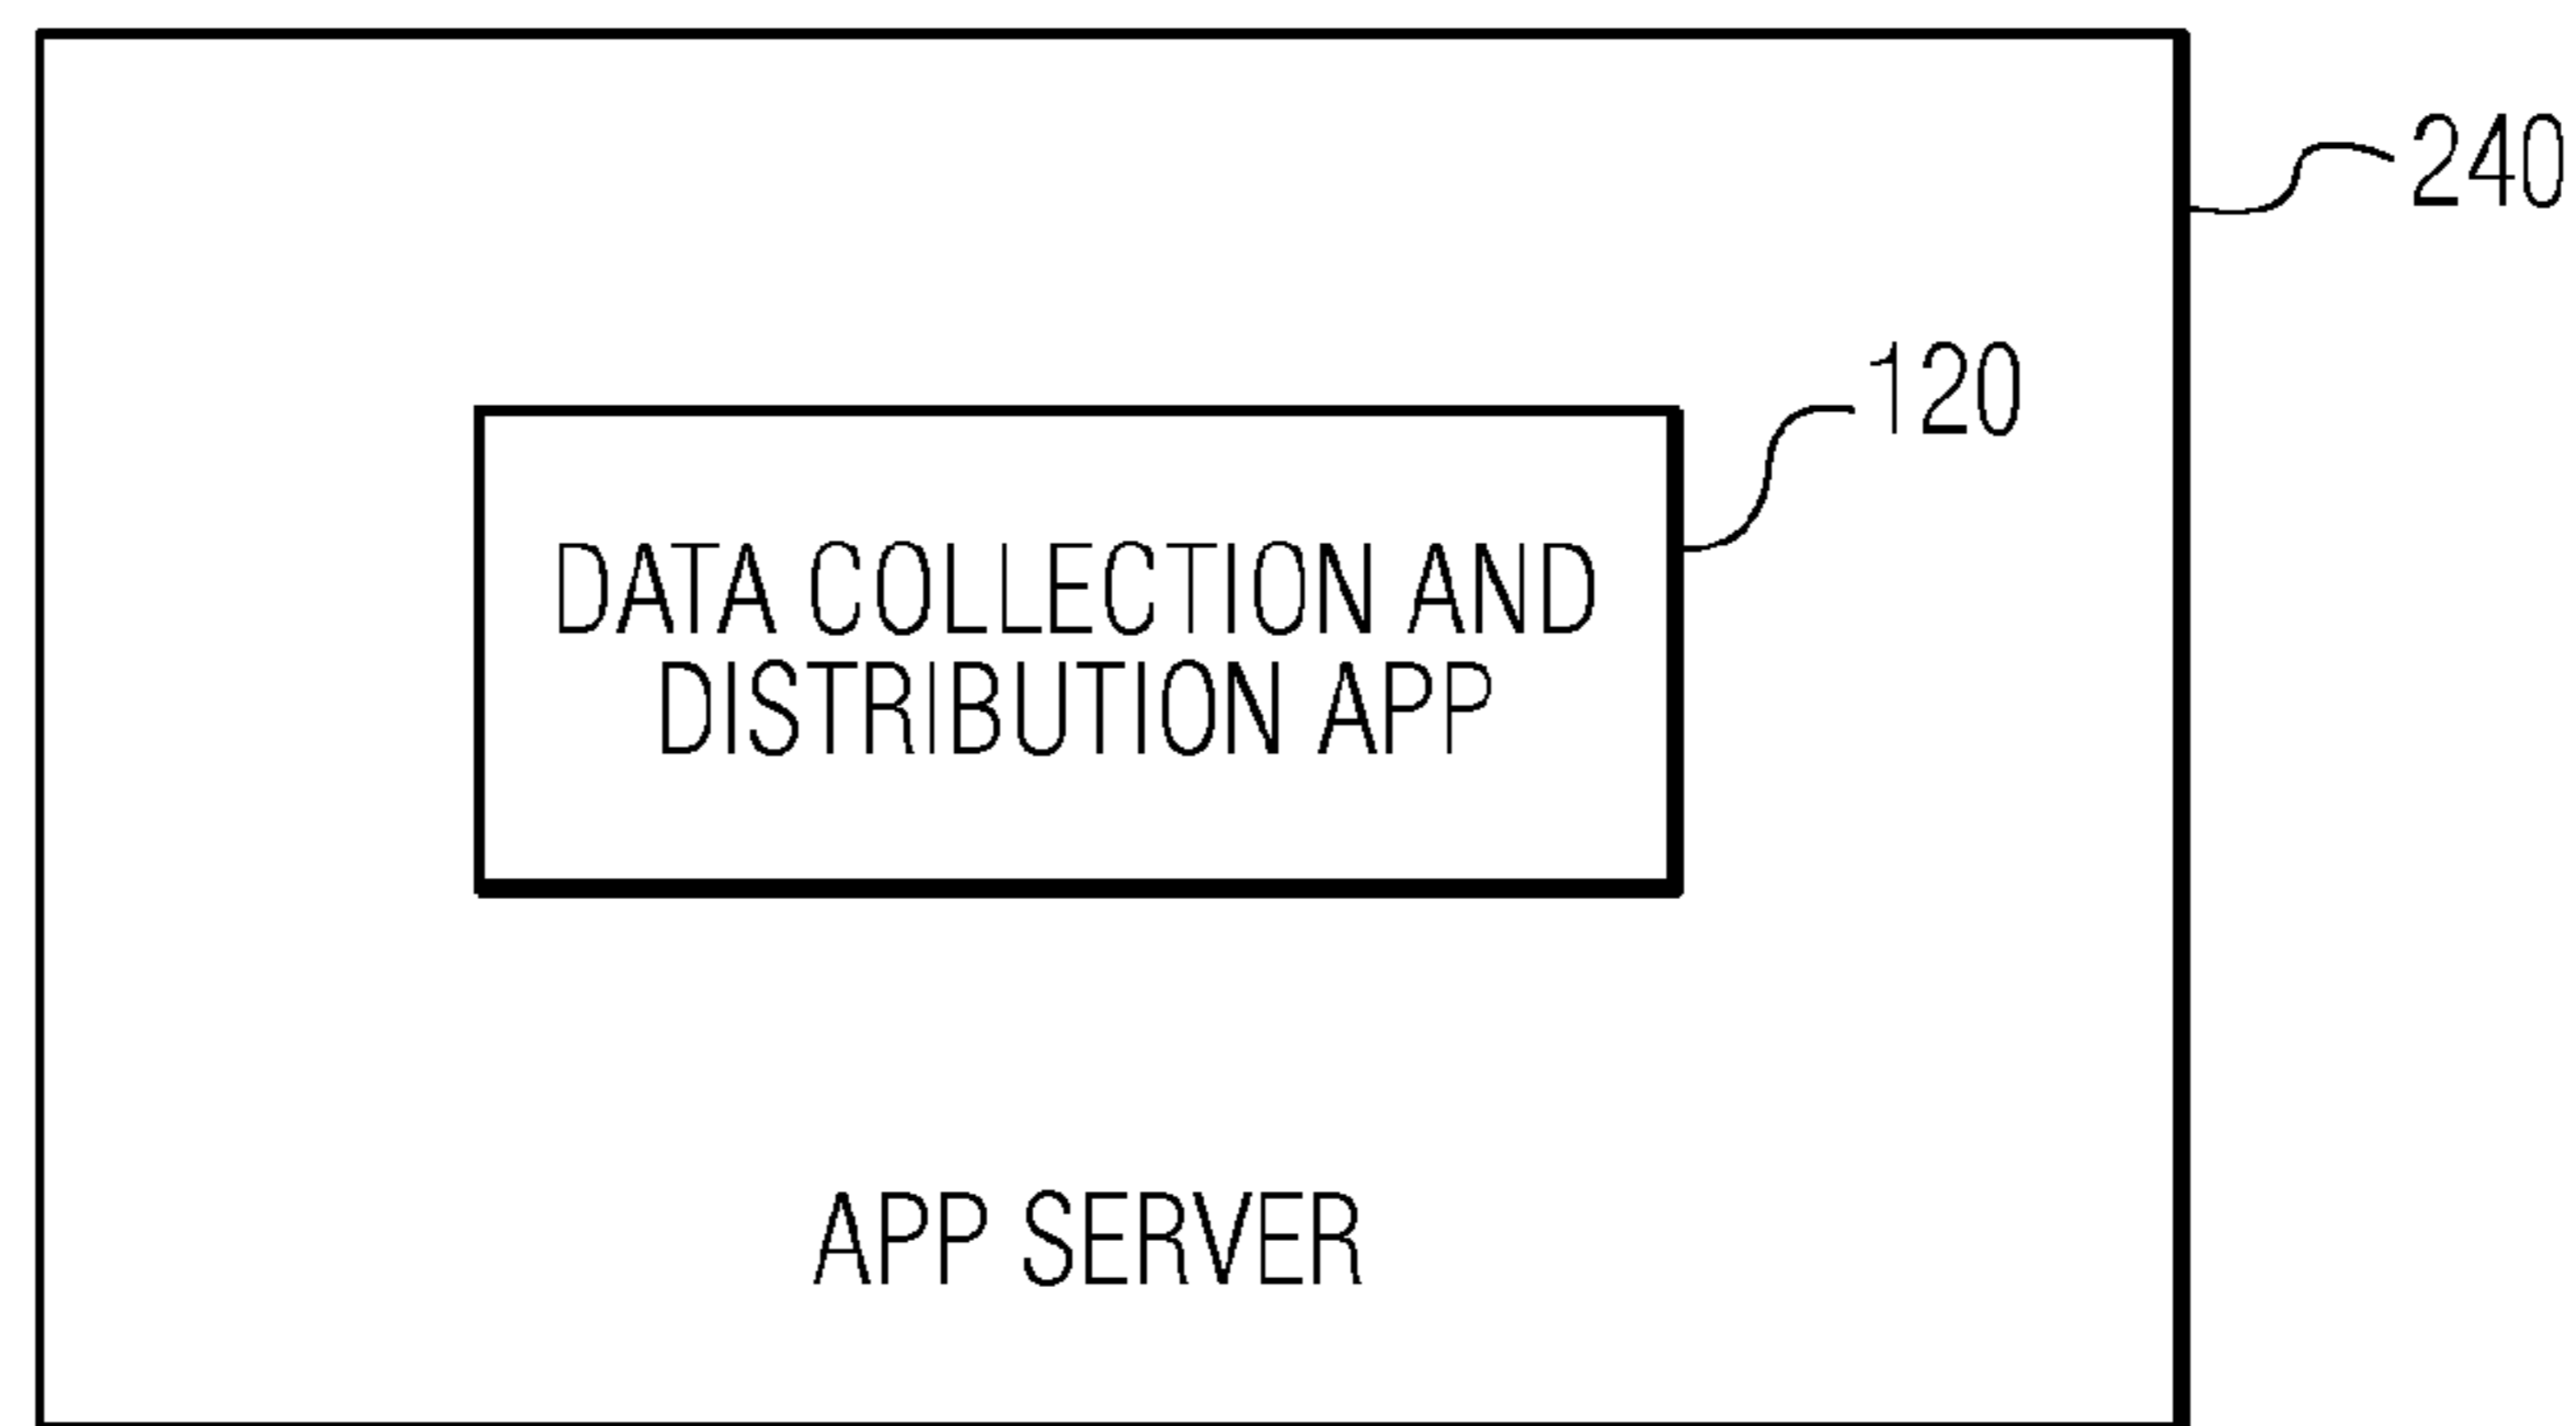 240
120
DATA COLLECTION AND
DISTRIBUTION APP
APP SERVER